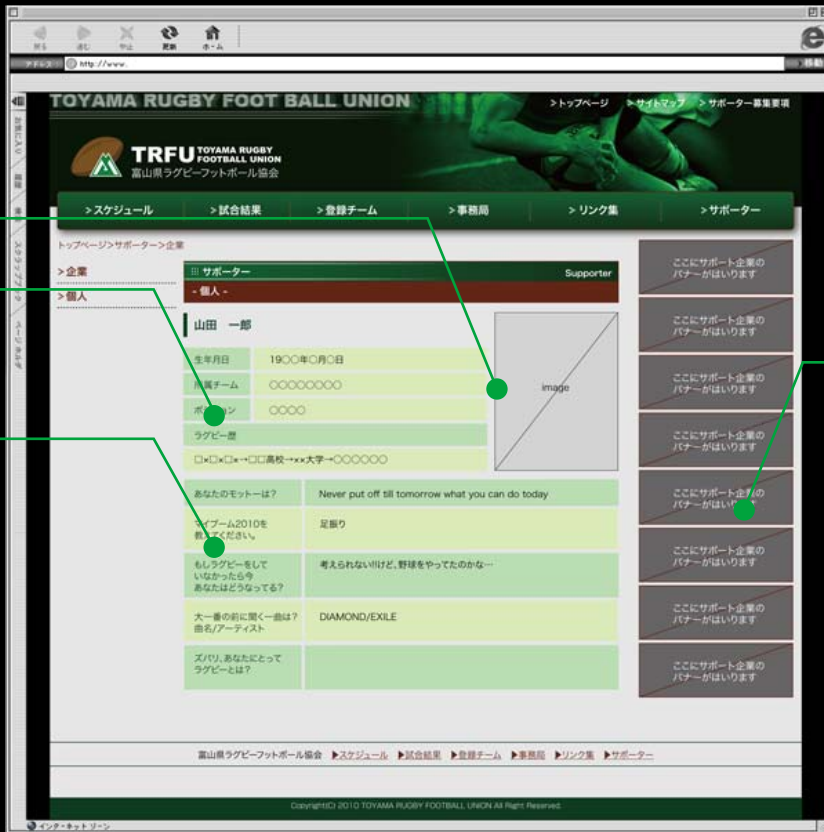 戻る 進む 中止 更新 ホーム
アドレス http://www. 移動
お気に入り
履歴
検索
スクラップブック
ページホルダ
TOYAMA RUGBY FOOT BALL UNION
>トップページ >サイトマップ >サポーター募集要項
TRFU TOYAMA RUGBY
FOOTBALL UNION
富山県ラグビーフットボール協会
>スケジュール >試合結果 >登録チーム >事務局 >リンク集 >サポーター
トップページ>サポーター>企業
>企業
>個人
サポーター Supporter
- 個人 -
山田 一郎
生年月日 19○○年○月○日
所属チーム ○○○○○○○○
ポジション ○○○○
ラグビー歴
□×□×□×→□□高校→××大学→○○○○○○
image
あなたのモットーは? Never put off till tomorrow what you can do today
マイブーム2010を
教えてください。
足振り
もしラグビーをして
いなかったら今
あなたはどうなってる?
考えられない!!けど、野球をやってたのかな…
大一番の前に聞く一曲は?
曲名/アーティスト
DIAMOND/EXILE
ズバリ、あなたにとって
ラグビーとは?
ここにサポート企業の
バナーがはいります
ここにサポート企業の
バナーがはいります
ここにサポート企業の
バナーがはいります
ここにサポート企業の
バナーがはいります
ここにサポート企業の
バナーがはいります
ここにサポート企業の
バナーがはいります
ここにサポート企業の
バナーがはいります
ここにサポート企業の
バナーがはいります
富山県ラグビーフットボール協会 ▶スケジュール ▶試合結果 ▶登録チーム ▶事務局 ▶リンク集 ▶サポーター
Copyright(C) 2010 TOYAMA RUGBY FOOTBALL UNION All Right Reserved.
インターネットゾーン